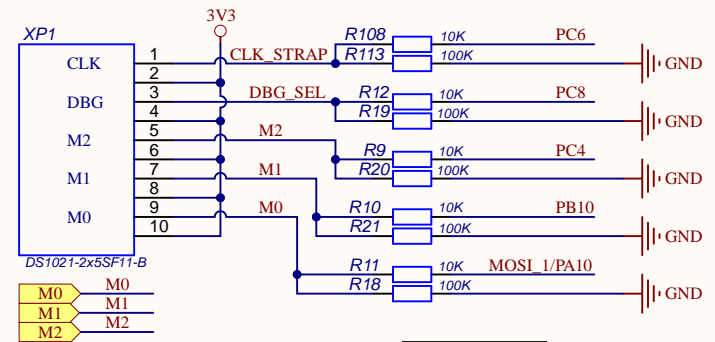 3V3
XP1
R108 10K PC6
1 CLK CLK_STRAP R113 100K GND
2
3 DBG DBG_SEL R12 10K PC8
4 R19 100K GND
5 M2 M2
6 R9 10K PC4
7 M1 M1 R20 100K GND
8
9 M0 M0 R10 10K PB10
10 R21 100K GND
DS1021-2x5SF11-B
R11 10K MOSI_1/PA10
M0 M0 R18 100K GND
M1 M1
M2 M2